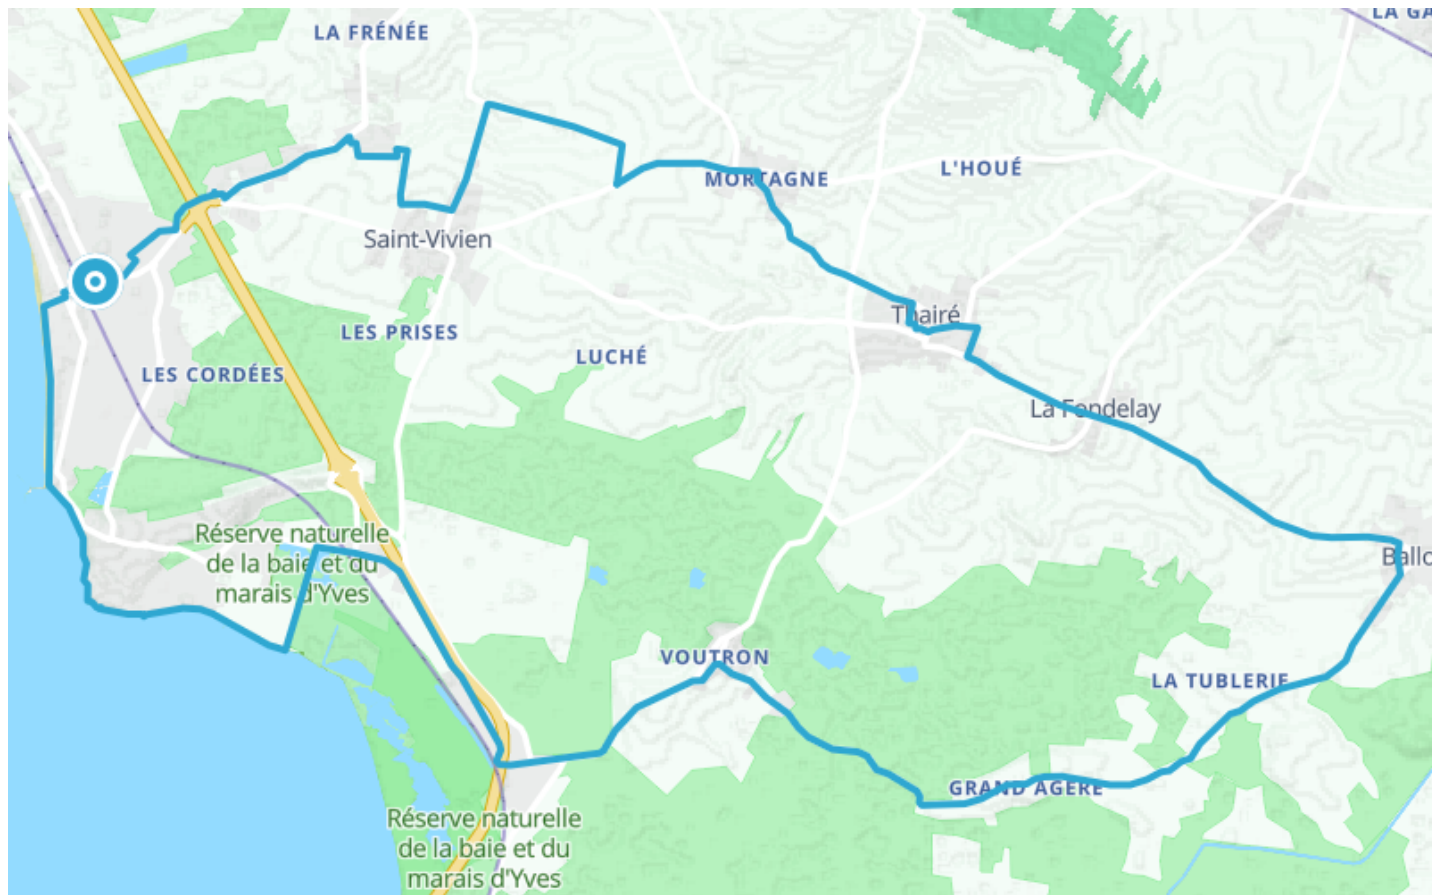 LA FRÉNÉE
MORTAGNE
L'HOUÉ
Saint-Vivien
Thairé
LES PRISES
LUCHÉ
LES CORDÉES
La Fondelay
Réserve naturelle
de la baie et du
marais d'Yves
VOUTRON
LA TUBLERIE
GRAND AGÈRE
Réserve naturelle
de la baie et du
marais d'Yves